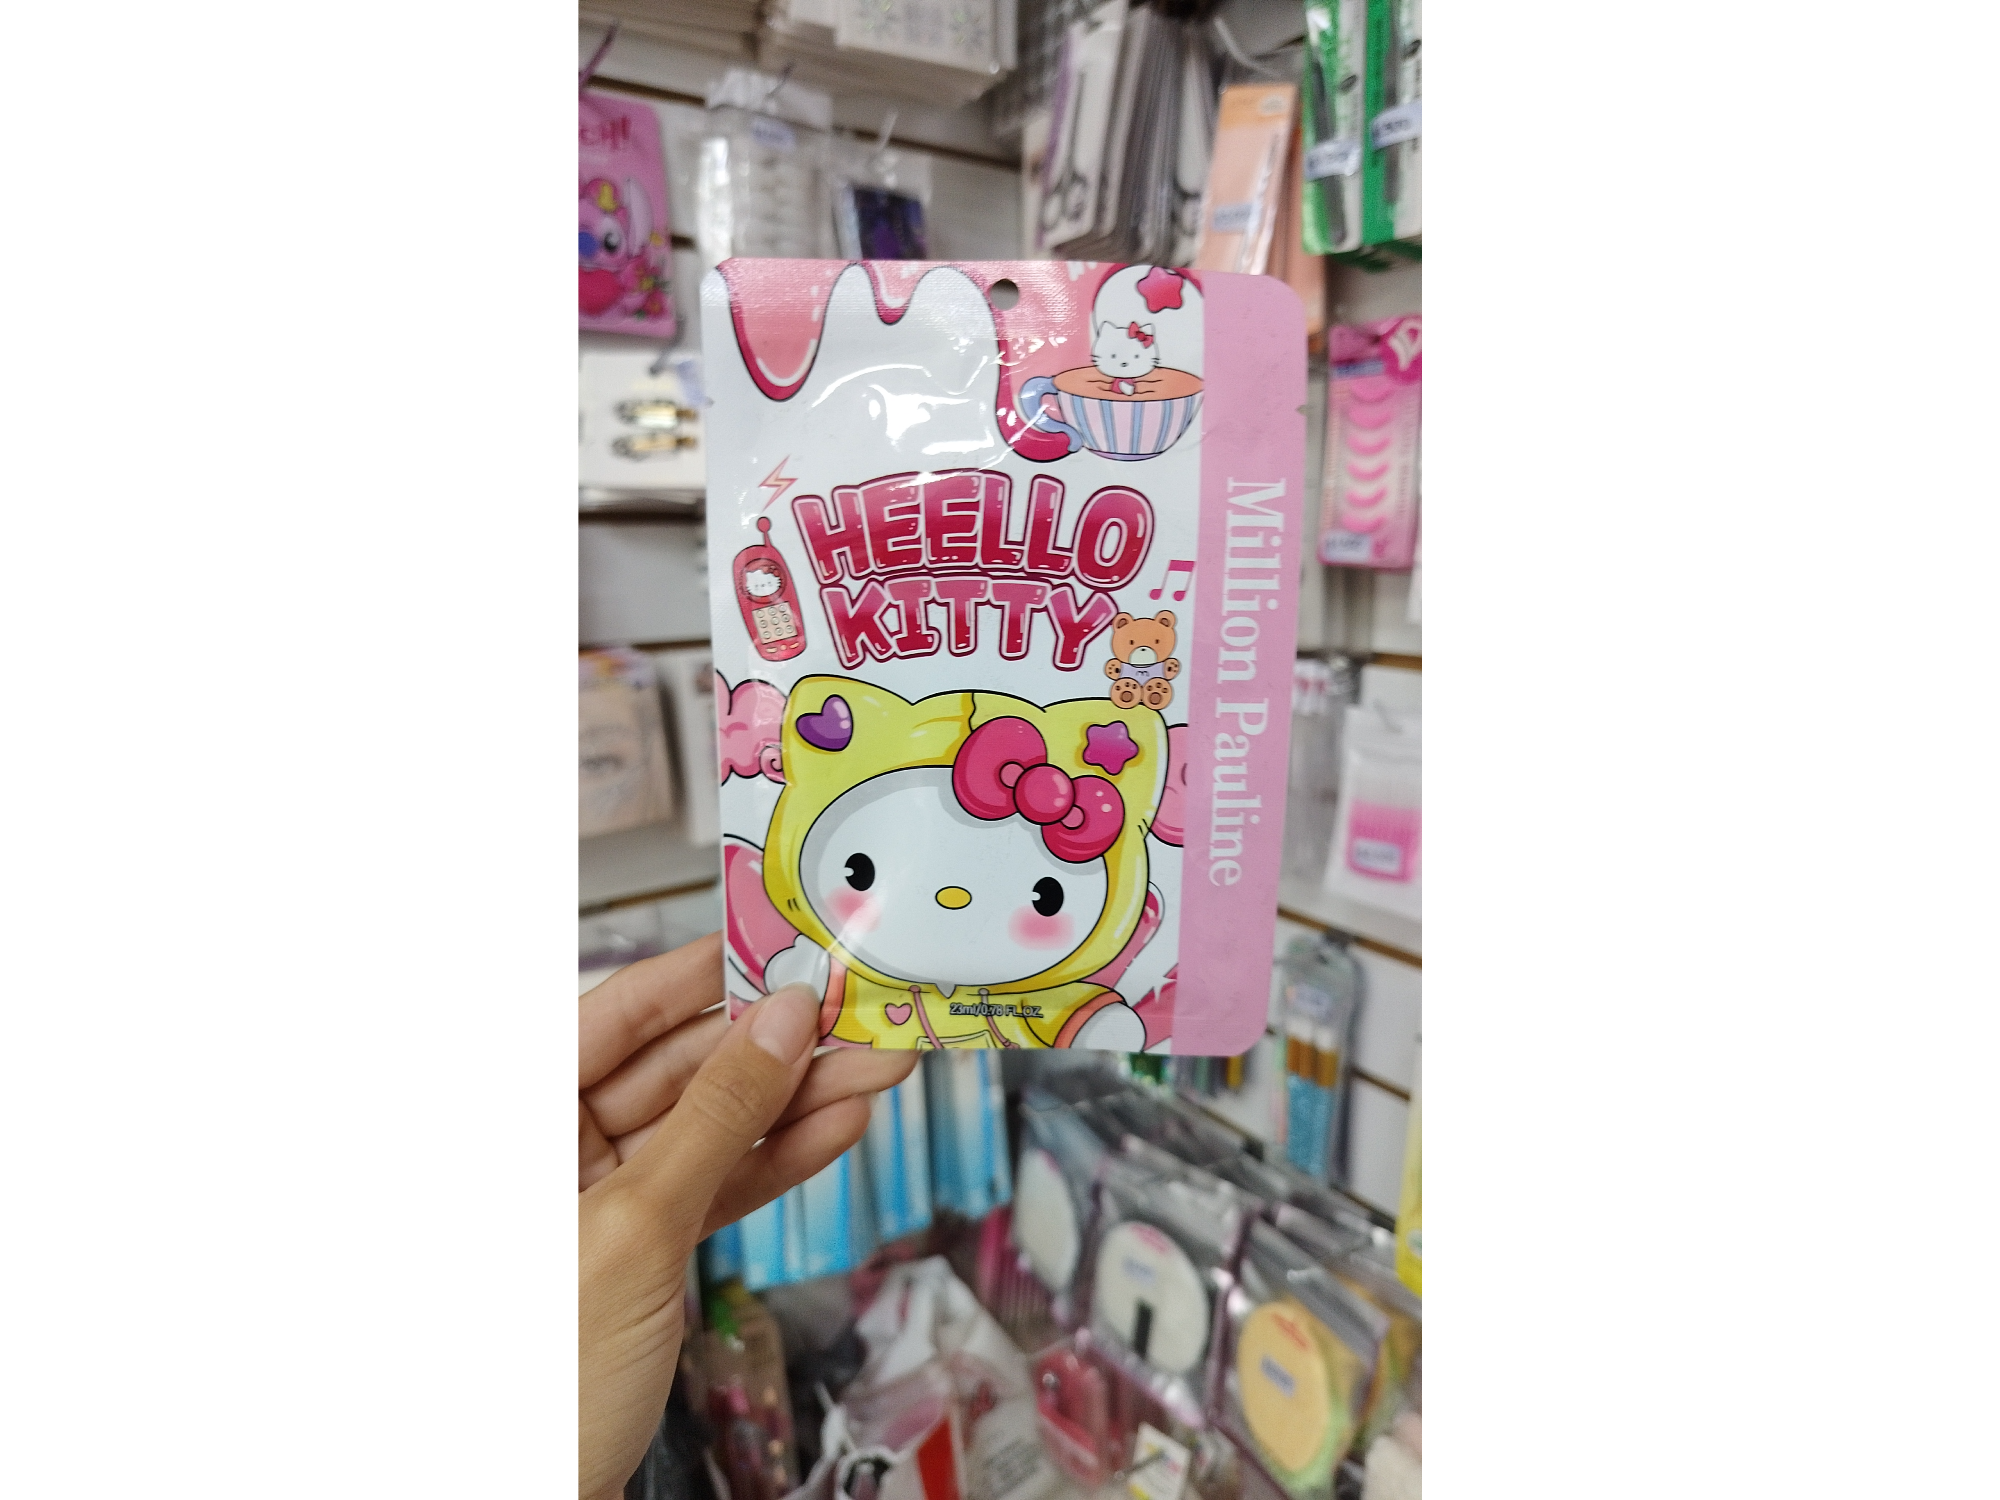 HEELLO
KITTY
Million Pauline
23ml/0.78 FL.OZ.